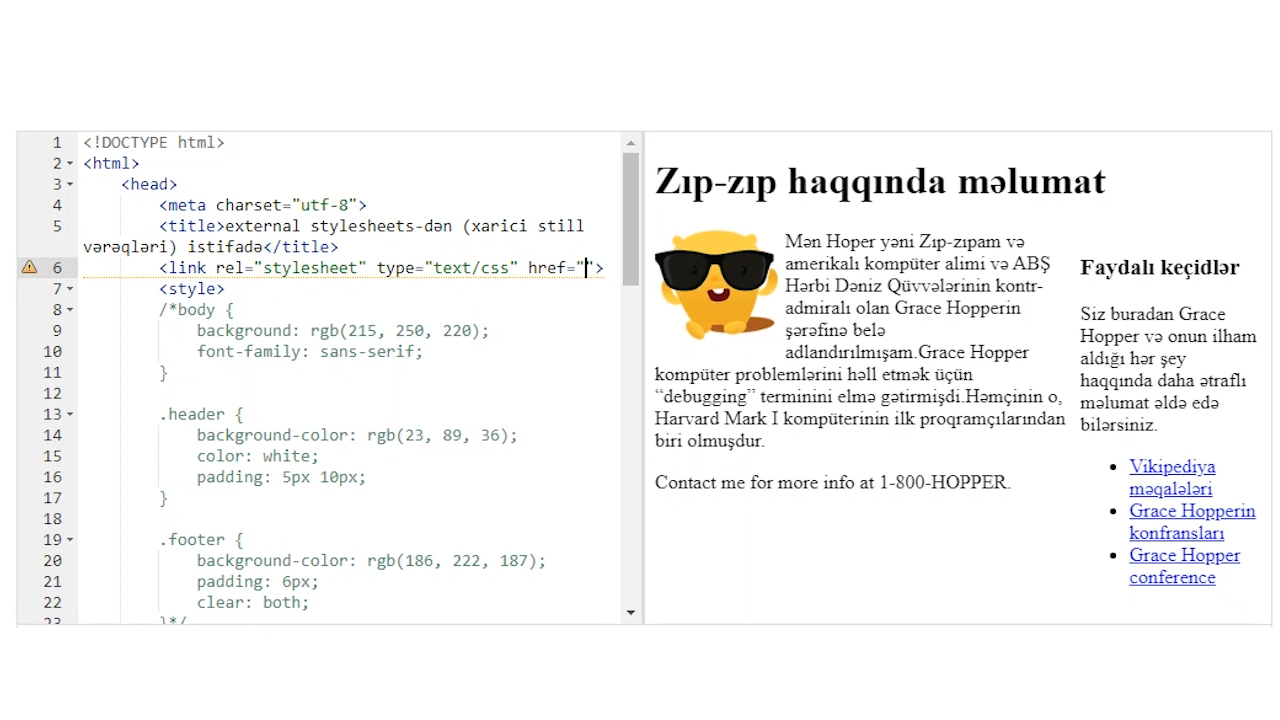 1 <!DOCTYPE html>
2 <html>
3 <head>
4 <meta charset="utf-8">
5 <title>external stylesheets-dən (xarici still
vərəqləri) istifadə</title>
6 <link rel="stylesheet" type="text/css" href="">
7 <style>
8 /*body {
9 background: rgb(215, 250, 220);
10 font-family: sans-serif;
11 }
12
13 .header {
14 background-color: rgb(23, 89, 36);
15 color: white;
16 padding: 5px 10px;
17 }
18
19 .footer {
20 background-color: rgb(186, 222, 187);
21 padding: 6px;
22 clear: both;
23 }*/
Zıp-zıp haqqında məlumat
Mən Hoper yəni Zıp-zıpam və
amerikalı kompüter alimi və ABŞ
Hərbi Dəniz Qüvvələrinin kontr-
admiralı olan Grace Hopperin
şərəfinə belə
adlandırılmışam.Grace Hopper
kompüter problemlərini həll etmək üçün
“debugging” terminini elmə gətirmişdi.Həmçinin o,
Harvard Mark I kompüterinin ilk proqramçılarından
biri olmuşdur.
Contact me for more info at 1-800-HOPPER.
Faydalı keçidlər
Siz buradan Grace
Hopper və onun ilham
aldığı hər şey
haqqında daha ətraflı
məlumat əldə edə
bilərsiniz.
Vikipediya
məqalələri
Grace Hopperin
konfransları
Grace Hopper
conference